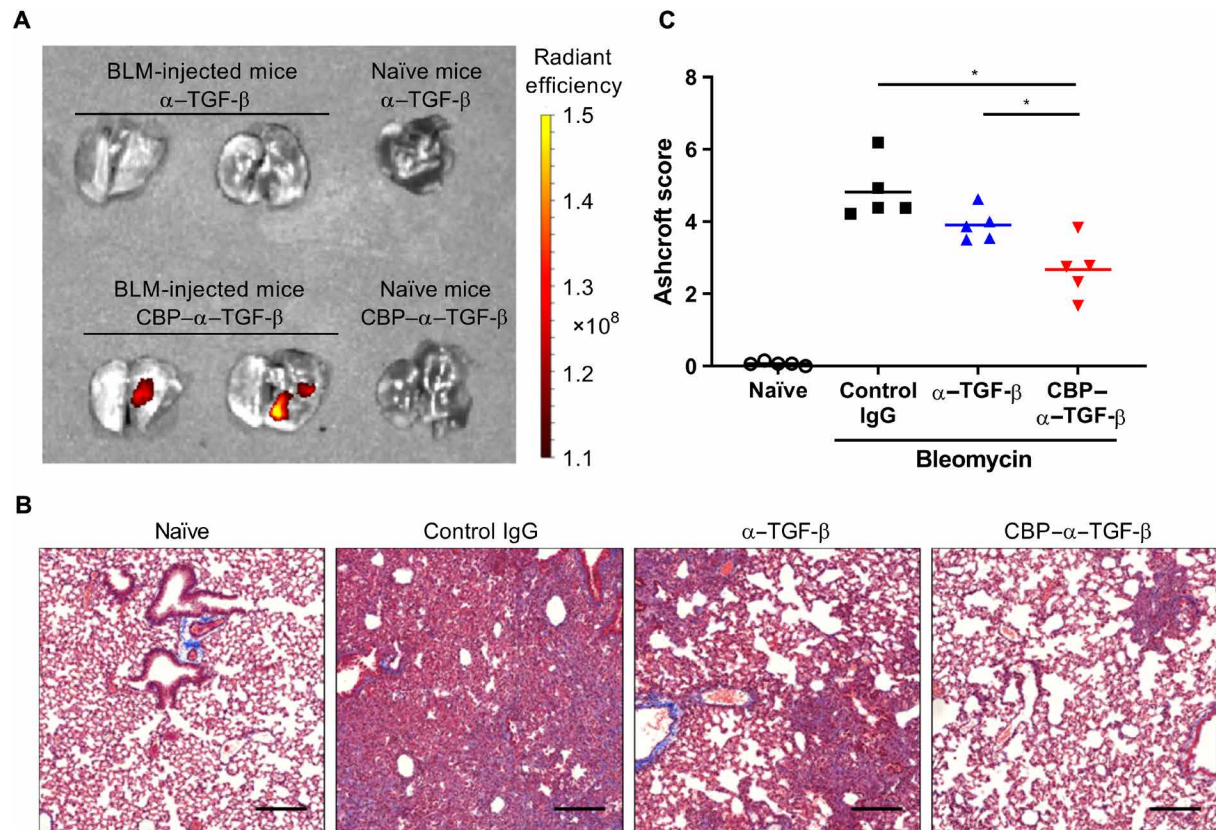 A
BLM-injected mice
α–TGF-β
Naïve mice
α–TGF-β
BLM-injected mice
CBP–α–TGF-β
Naïve mice
CBP–α–TGF-β
Radiant
efficiency
1.5
1.4
1.3
×10⁸
1.2
1.1
C
Ashcroft score
8
6
4
2
0
*
*
Naïve
Control
IgG
α–TGF-β
CBP–
α–TGF-β
Bleomycin
B
Naïve
Control IgG
α–TGF-β
CBP–α–TGF-β